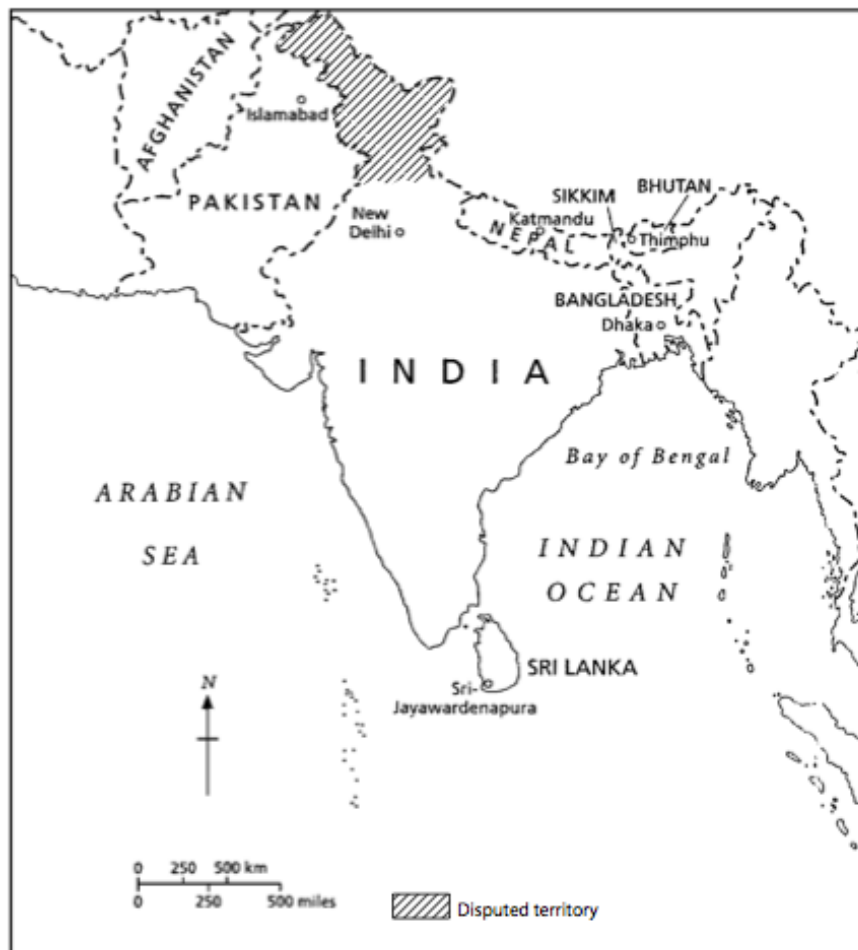 AFGHANISTAN
Islamabad
PAKISTAN
New
Delhi
SIKKIM
BHUTAN
Katmandu
NEPAL
Thimphu
BANGLADESH
Dhaka
INDIA
Bay of Bengal
ARABIAN
SEA
INDIAN
OCEAN
SRI LANKA
Sri-
Jayawardenapura
N
0 250 500 km
0 250 500 miles
Disputed territory